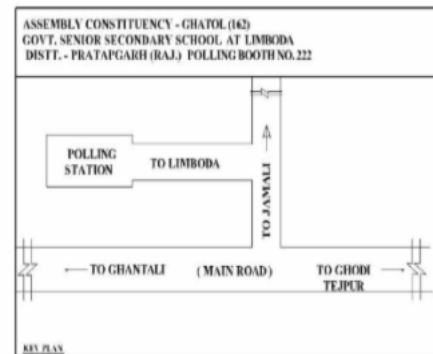 ASSEMBLY CONSTITUENCY - GHATOL (162)
GOVT. SENIOR SECONDARY SCHOOL AT LIMBODA
DISTT. - PRATAPGARH (RAJ.) POLLING BOOTH NO. 222
POLLING
STATION
TO LIMBODA
TO JAMALI
TO GHANTALI
(MAIN ROAD)
TO GHODI
TEJPUR
KEY PLAN